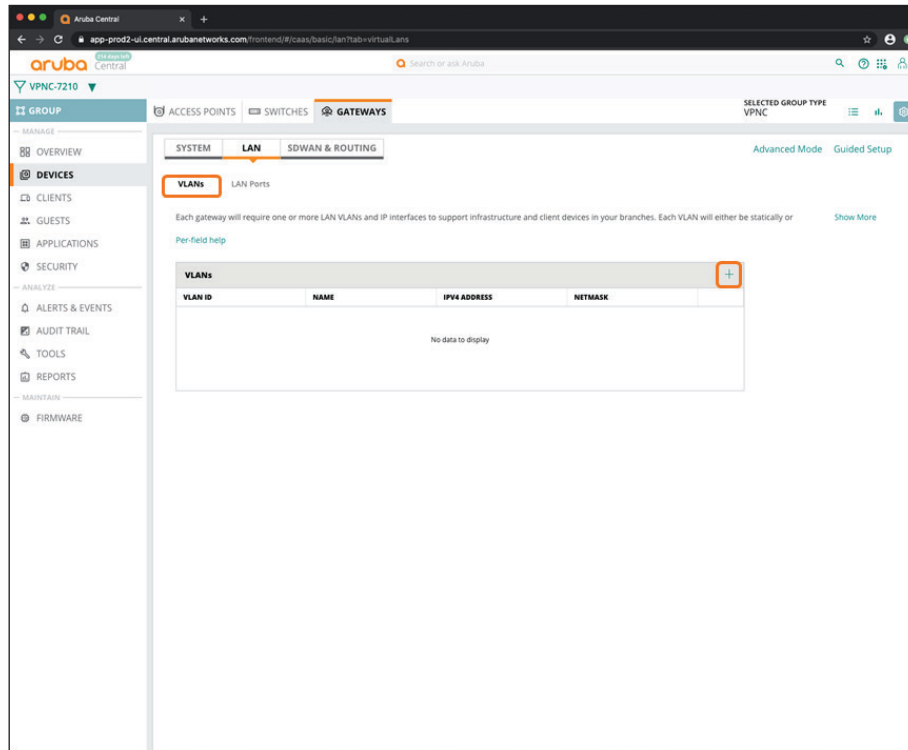 Aruba Central
app-prod2-ui.central.arubanetworks.com/frontend/#/caas/basic/lan?tab=virtualLans
aruba Central
Search or ask Aruba
VPNC-7210
GROUP
ACCESS POINTS SWITCHES GATEWAYS
SELECTED GROUP TYPE
VPNC
MANAGE
OVERVIEW
DEVICES
CLIENTS
GUESTS
APPLICATIONS
SECURITY
ANALYZE
ALERTS & EVENTS
AUDIT TRAIL
TOOLS
REPORTS
MAINTAIN
FIRMWARE
SYSTEM LAN SDWAN & ROUTING
Advanced Mode Guided Setup
VLANs LAN Ports
Each gateway will require one or more LAN VLANs and IP interfaces to support infrastructure and client devices in your branches. Each VLAN will either be statically or Show More
Per-field help
VLANs
VLAN ID NAME IPV4 ADDRESS NETMASK
No data to display